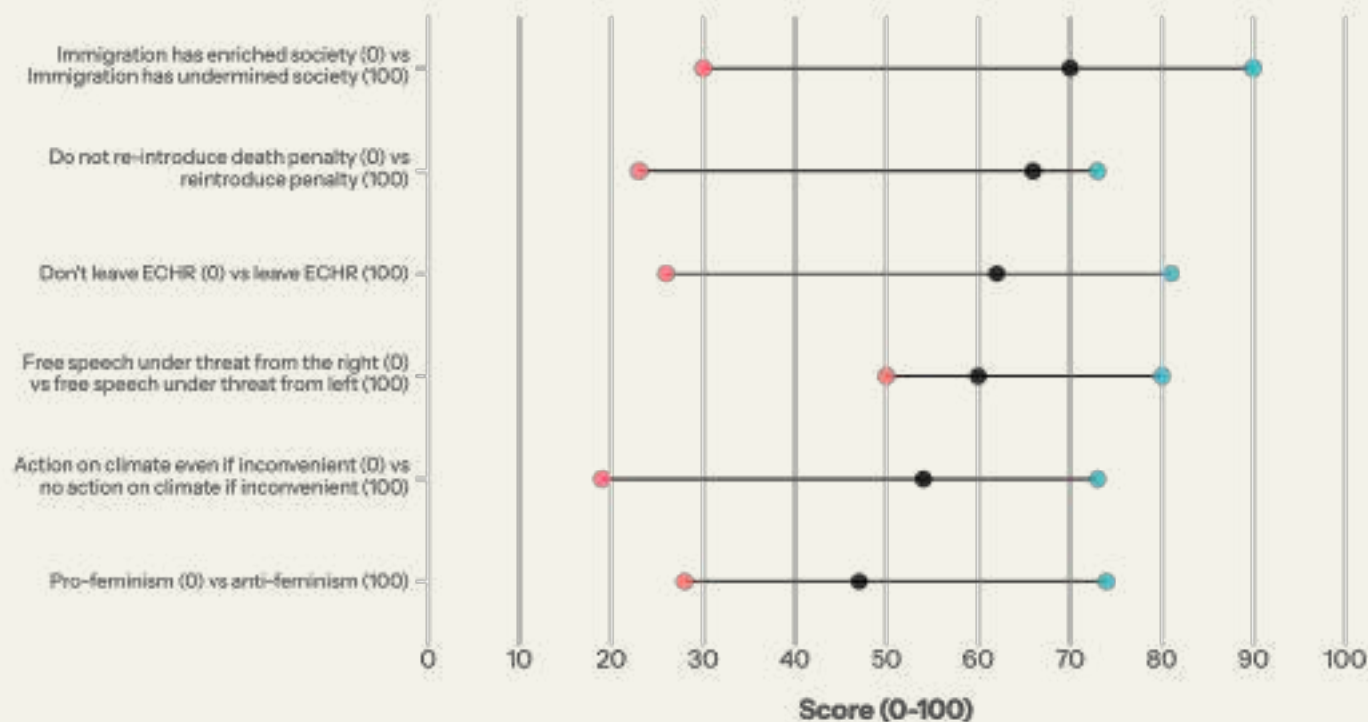 Immigration has enriched society (0) vs
Immigration has undermined society (100)
Do not re-introduce death penalty (0) vs
reintroduce penalty (100)
Don't leave ECHR (0) vs leave ECHR (100)
Free speech under threat from the right (0)
vs free speech under threat from left (100)
Action on climate even if inconvenient (0) vs
no action on climate if inconvenient (100)
Pro-feminism (0) vs anti-feminism (100)
0 10 20 30 40 50 60 70 80 90 100
Score (0-100)